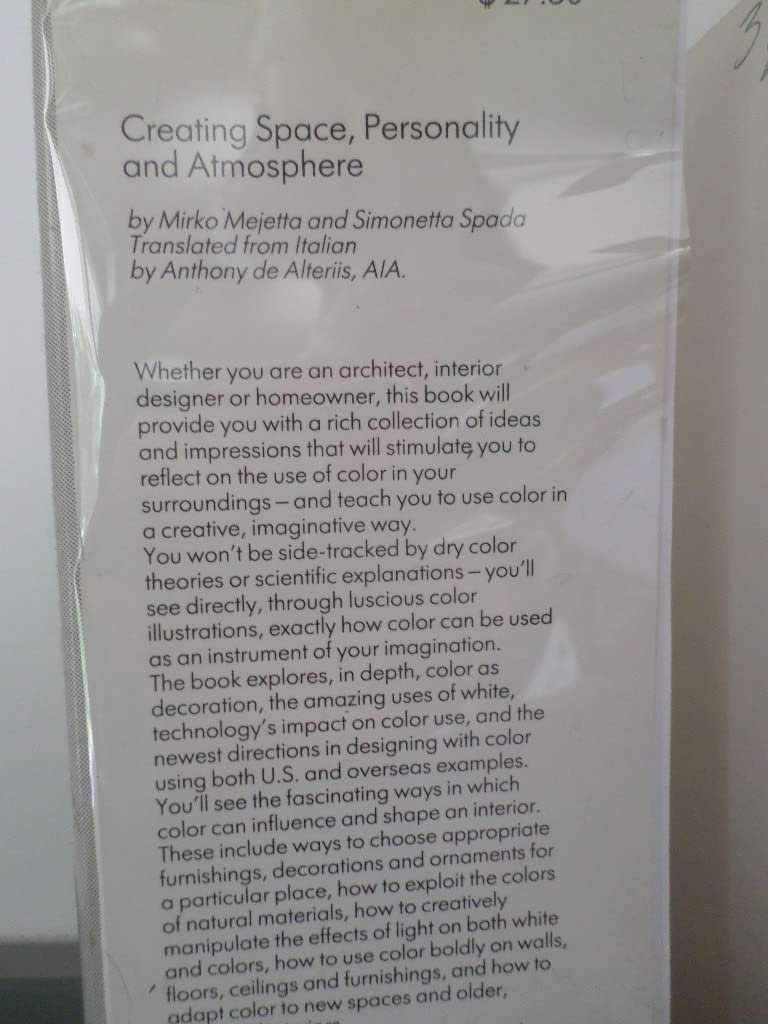 Creating Space, Personality
and Atmosphere
by Mirko Mejetta and Simonetta Spada
Translated from Italian
by Anthony de Alteriis, AIA.
Whether you are an architect, interior
designer or homeowner, this book will
provide you with a rich collection of ideas
and impressions that will stimulate you to
reflect on the use of color in your
surroundings – and teach you to use color in
a creative, imaginative way.
You won't be side-tracked by dry color
theories or scientific explanations – you'll
see directly, through luscious color
illustrations, exactly how color can be used
as an instrument of your imagination.
The book explores, in depth, color as
decoration, the amazing uses of white,
technology's impact on color use, and the
newest directions in designing with color
using both U.S. and overseas examples.
You'll see the fascinating ways in which
color can influence and shape an interior.
These include ways to choose appropriate
furnishings, decorations and ornaments for
a particular place, how to exploit the colors
of natural materials, how to creatively
manipulate the effects of light on both white
and colors, how to use color boldly on walls,
floors, ceilings and furnishings, and how to
adapt color to new spaces and older,